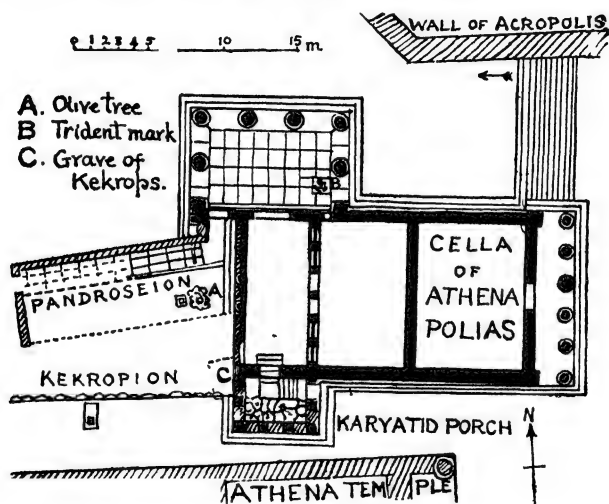 WALL OF ACROPOLIS
0 1 2 3 4 5 10 15 m.
A. Olive tree
B Trident mark
C. Grave of
Kekrops.
B
CELLA
OF
ATHENA
POLIAS
PANDROSEION
A
KEKROPION
C
KARYATID PORCH
N
ATHENA TEMPLE